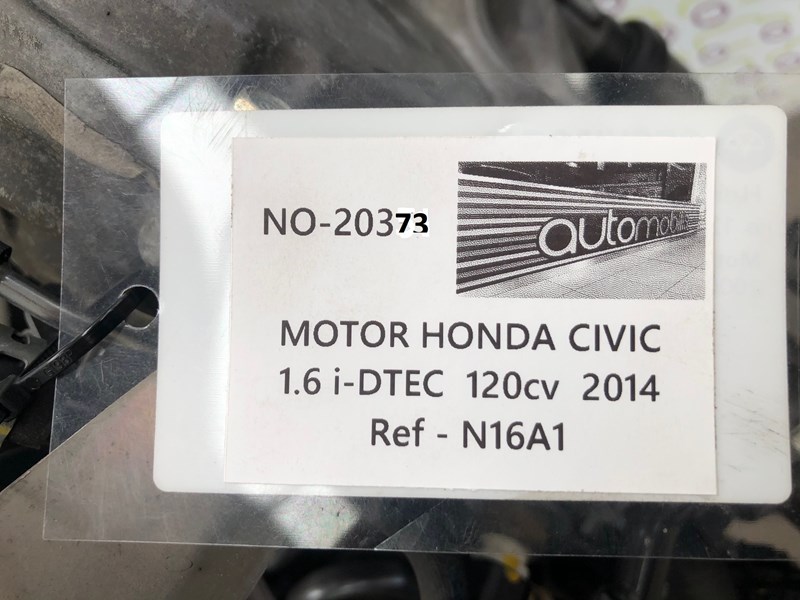 NO-20373
automobile
MOTOR HONDA CIVIC
1.6 i-DTEC 120cv 2014
Ref - N16A1